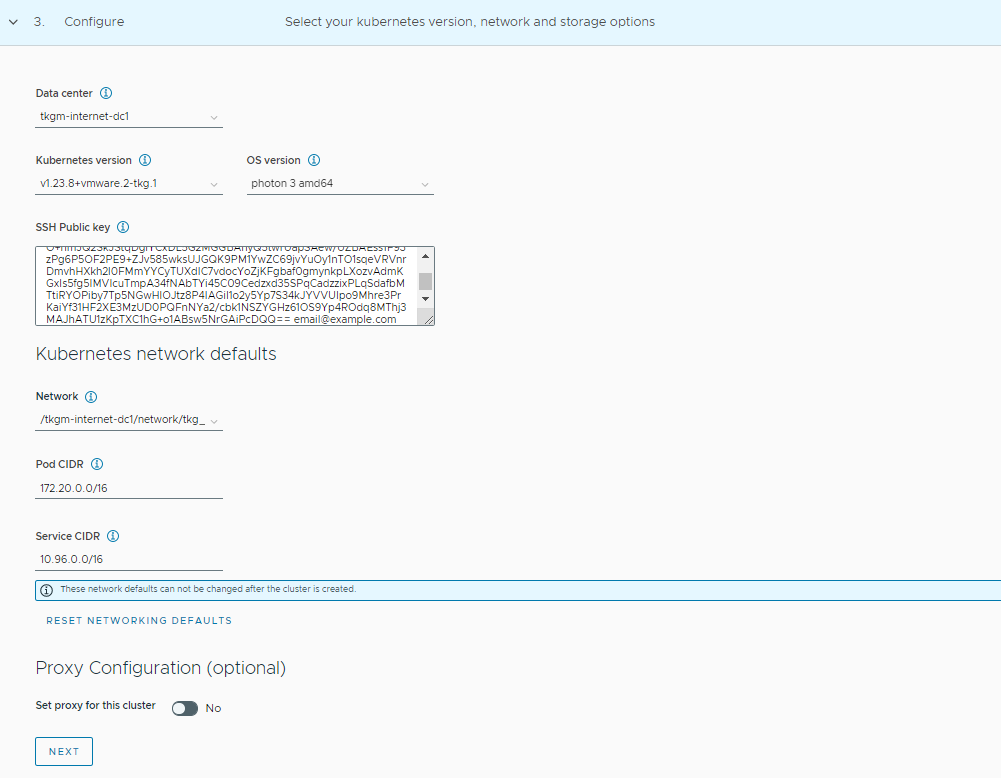 3. Configure Select your kubernetes version, network and storage options
Data center
tkgm-internet-dc1
Kubernetes version OS version
v1.23.8+vmware.2-tkg.1 photon 3 amd64
SSH Public key
zPg6P5OF2PE9+ZJv585wksUJGQK9PM1YwZC69jvYuOy1nTO1sqeVRVnr
DmvhHXkh2I0FMmYYCyTUXdIC7vdocYoZjKFgbaf0gmynkpLXozvAdmK
GxIs5fg5IMVIcuTmpA34fNAbTYi45C09Cedzxd35SPqCadzzixPLqSdafbM
TtiRYOPiby7Tp5NGwHIOJtz8P4IAGiI1o2y5Yp7S34kJYVVUIpo9Mhre3Pr
KaiYf31HF2XE3MzUD0PQFnNYa2/cbk1NSZYGHz61OS9Yp4ROdq8MThj3
MAJhATU1zKpTXC1hG+o1ABsw5NrGAiPcDQQ== email@example.com
Kubernetes network defaults
Network
/tkgm-internet-dc1/network/tkg_
Pod CIDR
172.20.0.0/16
Service CIDR
10.96.0.0/16
These network defaults can not be changed after the cluster is created.
RESET NETWORKING DEFAULTS
Proxy Configuration (optional)
Set proxy for this cluster No
NEXT